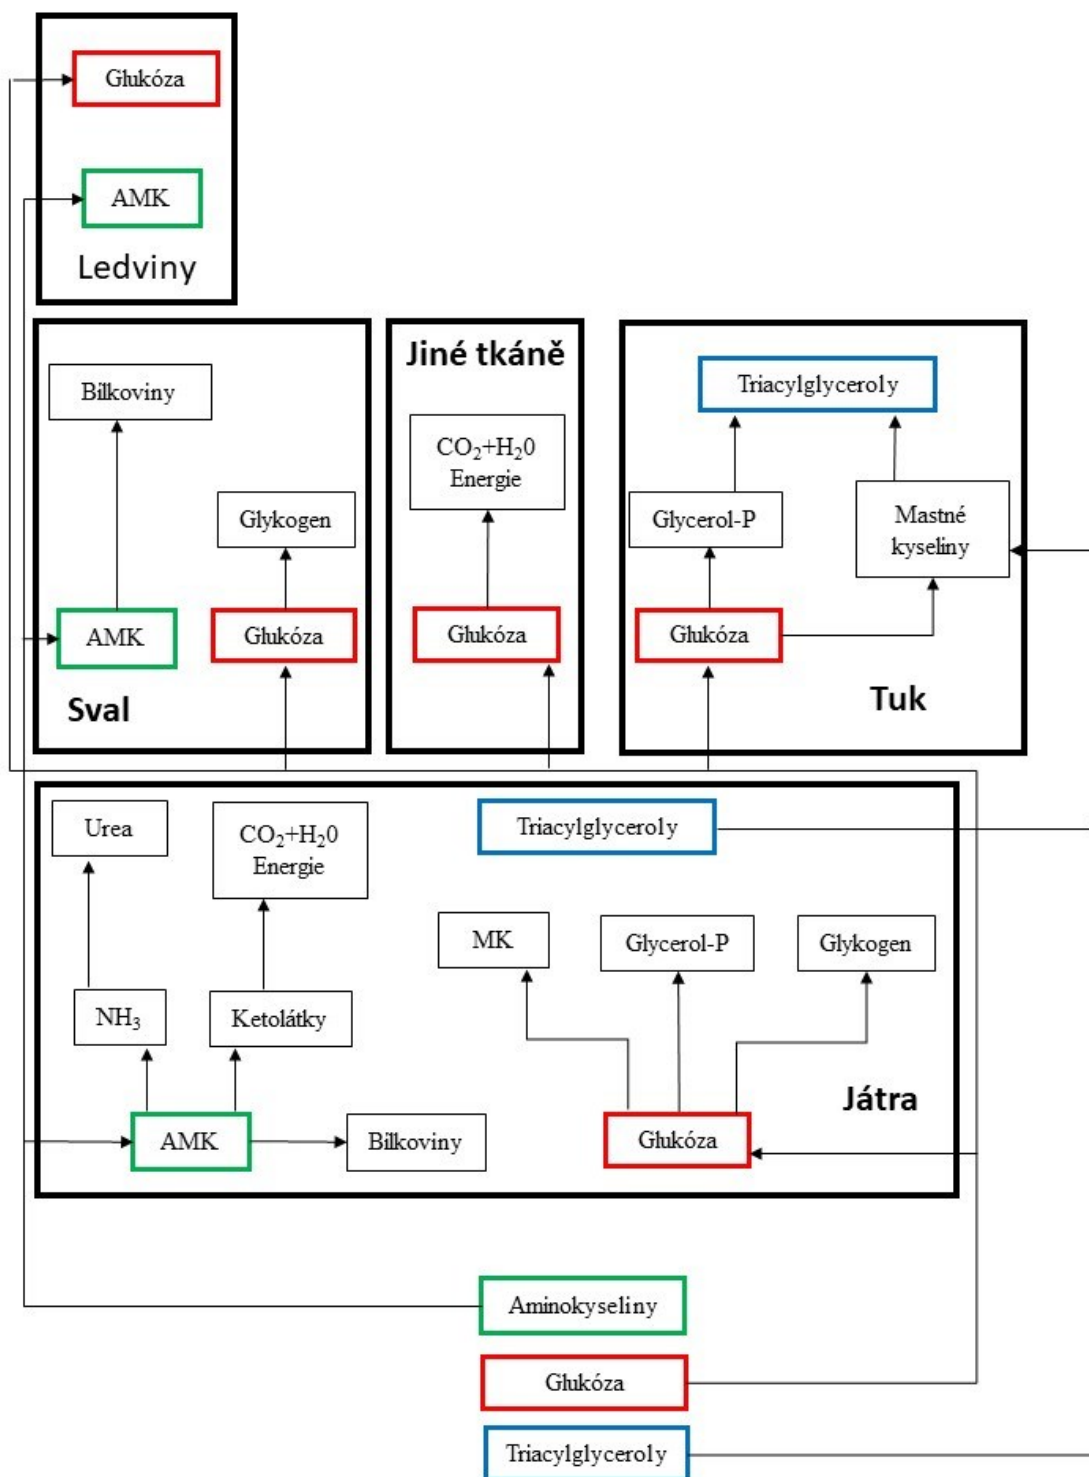 Glukóza
AMK
Ledviny
Bílkoviny
Glykogen
AMK
Glukóza
Sval
Jiné tkáně
CO₂+H₂0
Energie
Glukóza
Triacylglyceroly
Glycerol-P
Mastné
kyseliny
Glukóza
Tuk
Urea
CO₂+H₂0
Energie
Triacylglyceroly
MK
Glycerol-P
Glykogen
NH₃
Ketolátky
AMK
Bílkoviny
Glukóza
Játra
Aminokyseliny
Glukóza
Triacylglyceroly